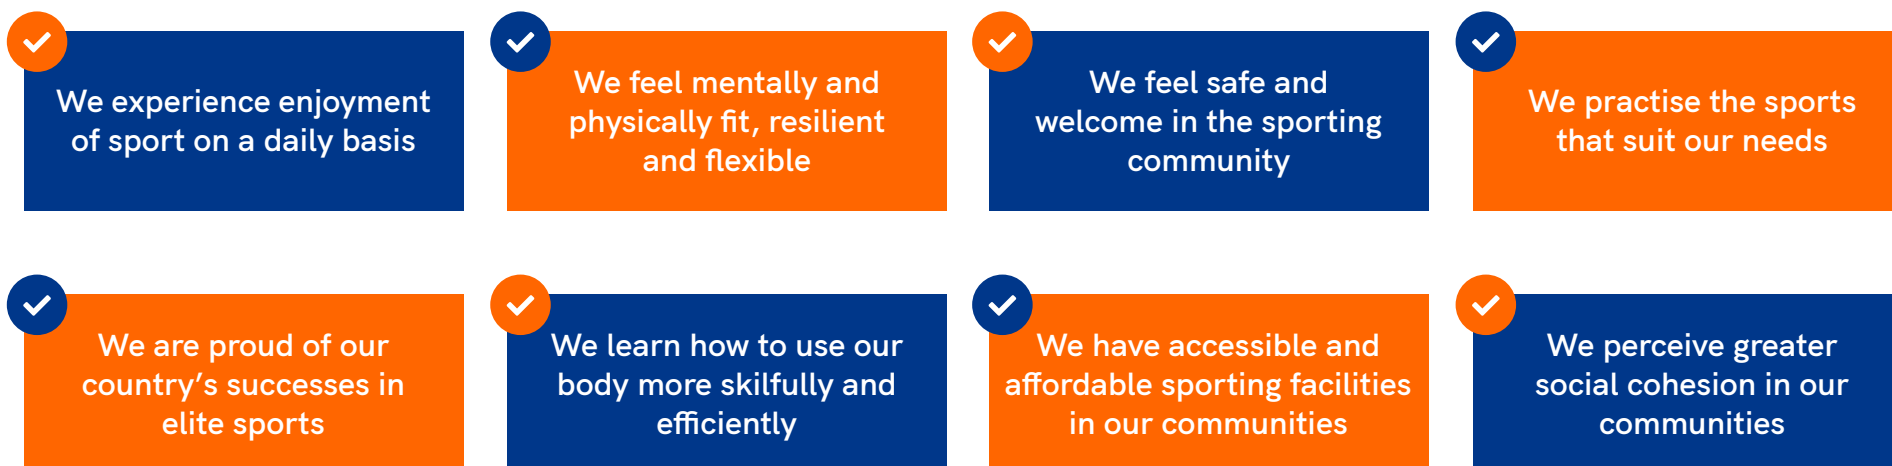 We experience enjoyment
of sport on a daily basis
We feel mentally and
physically fit, resilient
and flexible
We feel safe and
welcome in the sporting
community
We practise the sports
that suit our needs
We are proud of our
country’s successes in
elite sports
We learn how to use our
body more skilfully and
efficiently
We have accessible and
affordable sporting facilities
in our communities
We perceive greater
social cohesion in our
communities